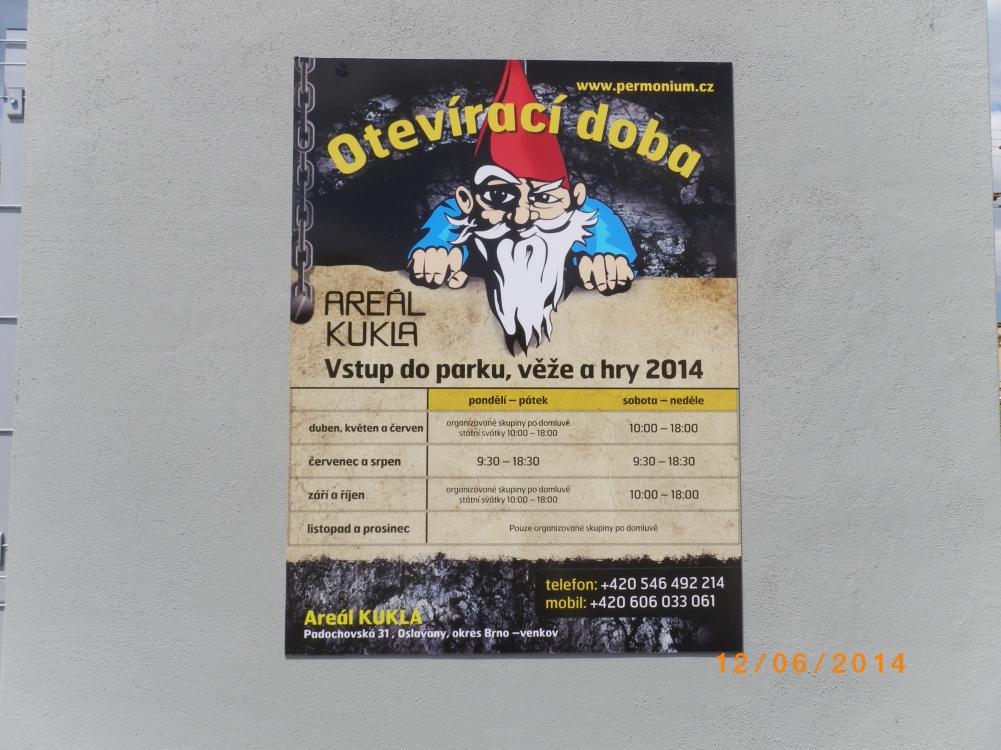 www.permonium.cz
Otevírací doba
AREÁL
KUKLA
Vstup do parku, věže a hry 2014
pondělí – pátek sobota – neděle
duben, květen a červen organizované skupiny po domluvě
státní svátky 10:00 – 18:00 10:00 – 18:00
červenec a srpen 9:30 – 18:30 9:30 – 18:30
září a říjen organizované skupiny po domluvě
státní svátky 10:00 – 18:00 10:00 – 18:00
listopad a prosinec Pouze organizované skupiny po domluvě
telefon: +420 546 492 214
mobil: +420 606 033 061
Areál KUKLA
Padochovská 31 , Oslavany, okres Brno –venkov
12/06/2014